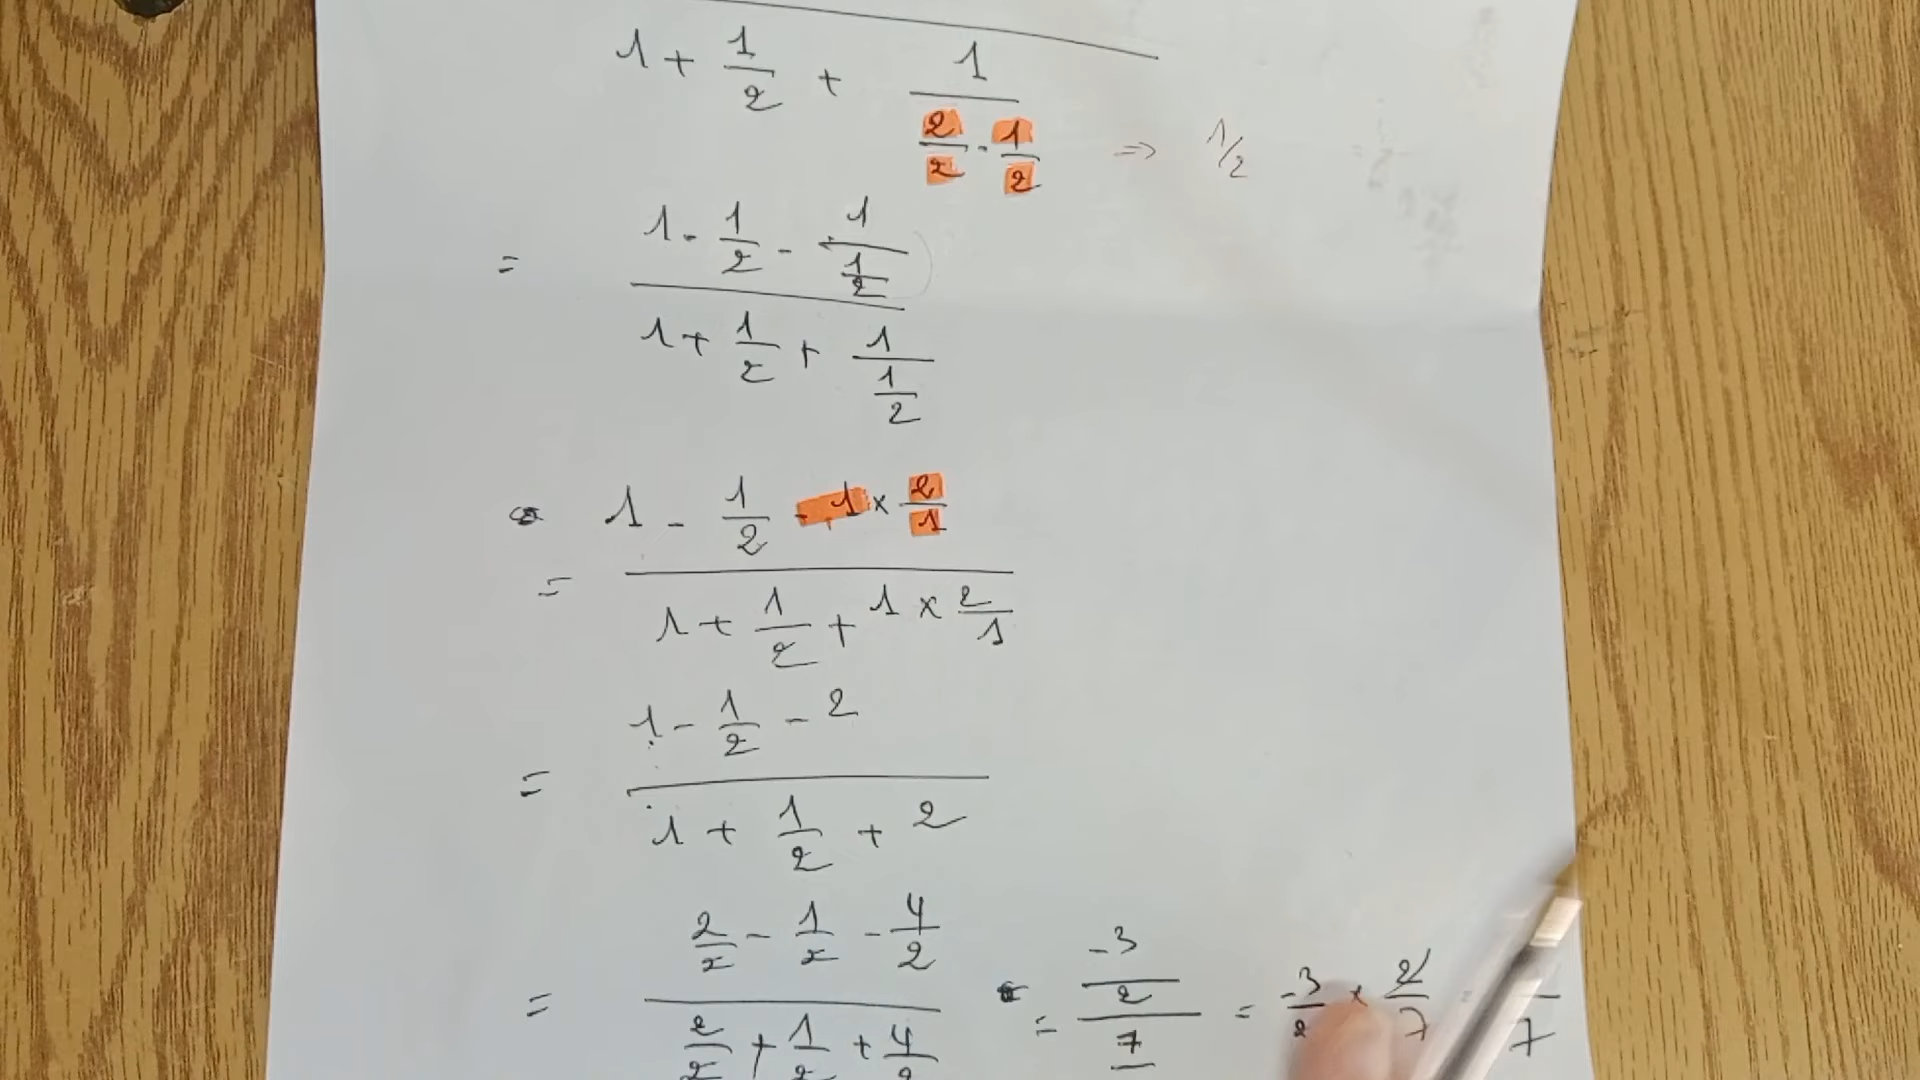 1 + 1/2 + 1/(2/2 - 1/2) => 1/2
= (1 - 1/2 - 1/(1/2)) / (1 + 1/2 + 1/(1/2))
= (1 - 1/2 - 1 × 2/1) / (1 + 1/2 + 1 × 2/1)
= (1 - 1/2 - 2) / (1 + 1/2 + 2)
= (2/2 - 1/2 - 4/2) / (2/2 + 1/2 + 4/2) = (-3/2) / (7/ = -3/2 × 2/7 = /7